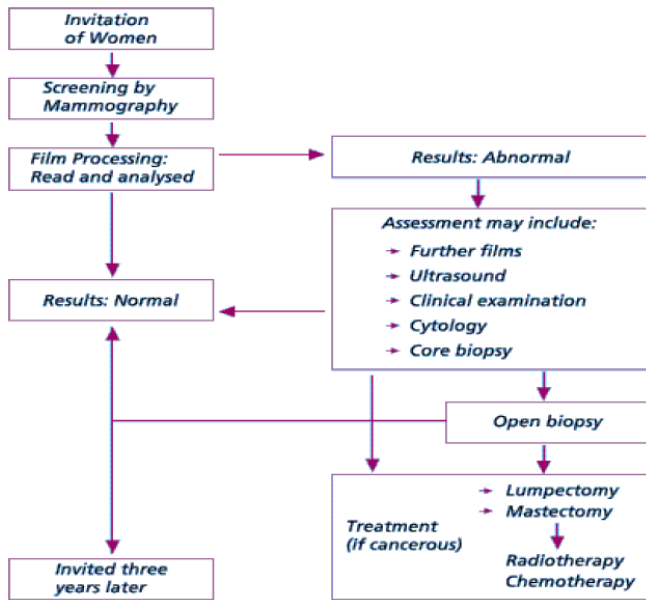 Invitation
of Women
Screening by
Mammography
Film Processing:
Read and analysed
Results: Abnormal
Assessment may include:
Further films
Ultrasound
Clinical examination
Cytology
Core biopsy
Results: Normal
Open biopsy
Treatment
(if cancerous)
Lumpectomy
Mastectomy
Radiotherapy
Chemotherapy
Invited three
years later